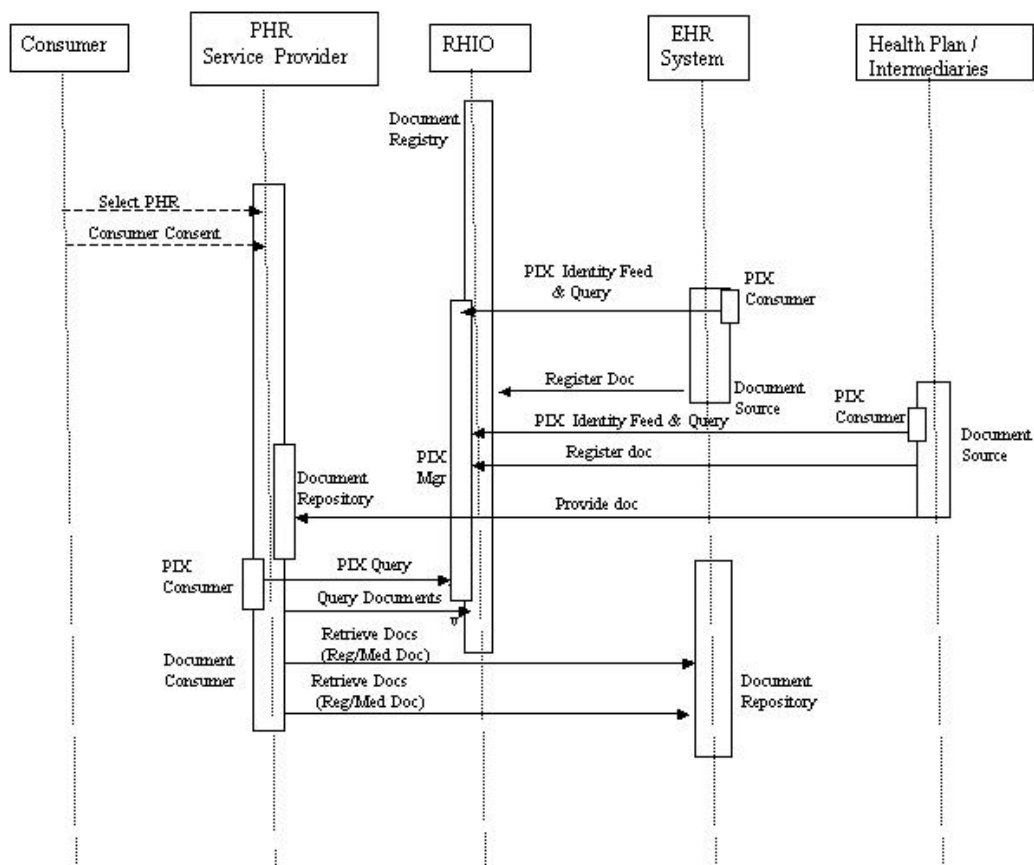 Consumer
PHR
Service Provider
RHIO
EHR
System
Health Plan /
Intermediaries
Document
Registry
Select PHR
Consumer Consent
PIX Identity Feed
& Query
PIX
Consumer
Register Doc
Document
Source
PIX
Consumer
PIX Identity Feed & Query
Document
Source
PIX
Mgr
Register doc
Document
Repository
Provide doc
PIX
Consumer
PIX Query
Query Documents
Retrieve Docs
(Reg/Med Doc)
Document
Consumer
Retrieve Docs
(Reg/Med Doc)
Document
Repository